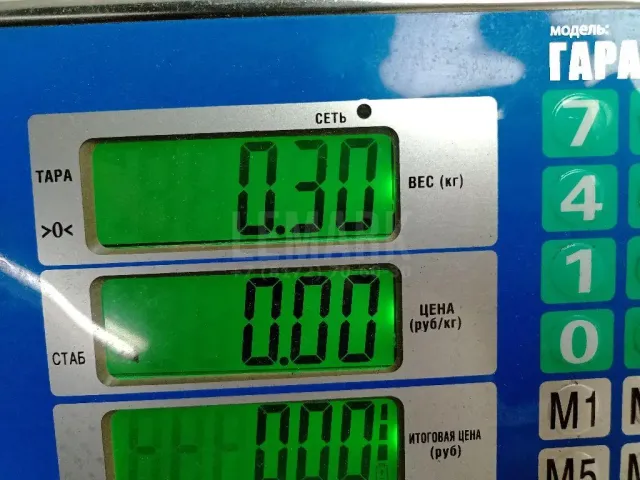 модель:
ГАРА
СЕТЬ
7
ТАРА
0.30
ВЕС (кг)
4
>0<
LEMARK
1
0.00
ЦЕНА
(руб/кг)
СТАБ
0
M1
0.00
ИТОГОВАЯ ЦЕНА
(руб)
M5